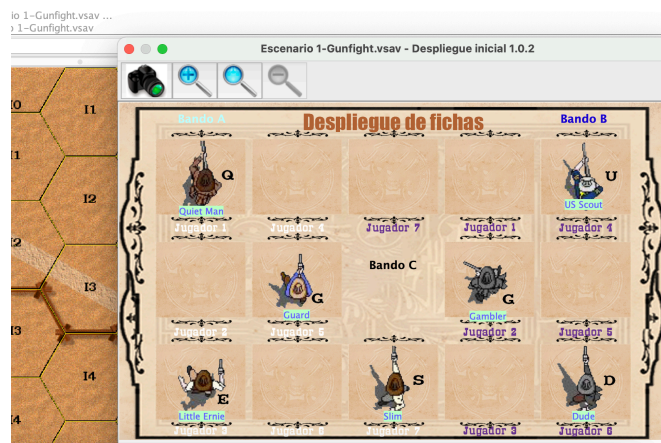 io 1-Gunfight.vsav ...
o 1-Gunfight.vsav
Escenario 1-Gunfight.vsav - Despliegue inicial 1.0.2
I0
I1
I1
I2
I2
I3
I3
I4
I4
Bando A
Despliegue de fichas
Bando B
Q
Quiet Man
U
US Scout
Jugador 1
Jugador 4
Jugador 7
Jugador 1
Jugador 4
G
Guard
Bando C
G
Gambler
Jugador 2
Jugador 5
Jugador 2
Jugador 5
E
Little Ernie
S
Slim
D
Dude
Jugador 3
Jugador 6
Jugador 7
Jugador 3
Jugador 6